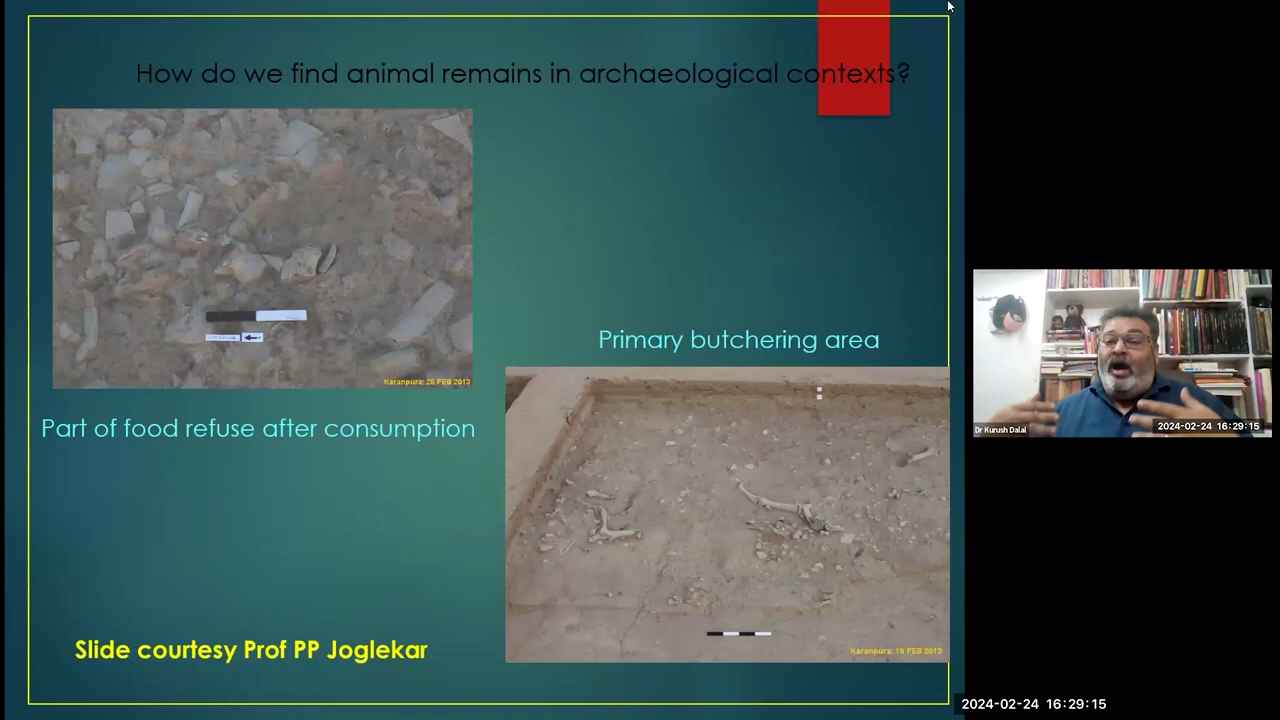 How do we find animal remains in archaeological contexts?
Karanpura: 28 FEB 2013
Part of food refuse after consumption
Primary butchering area
Karanpura: 19 FEB 2013
Slide courtesy Prof PP Joglekar
Dr Kurush Dalal
2024-02-24 16:29:15
2024-02-24 16:29:15